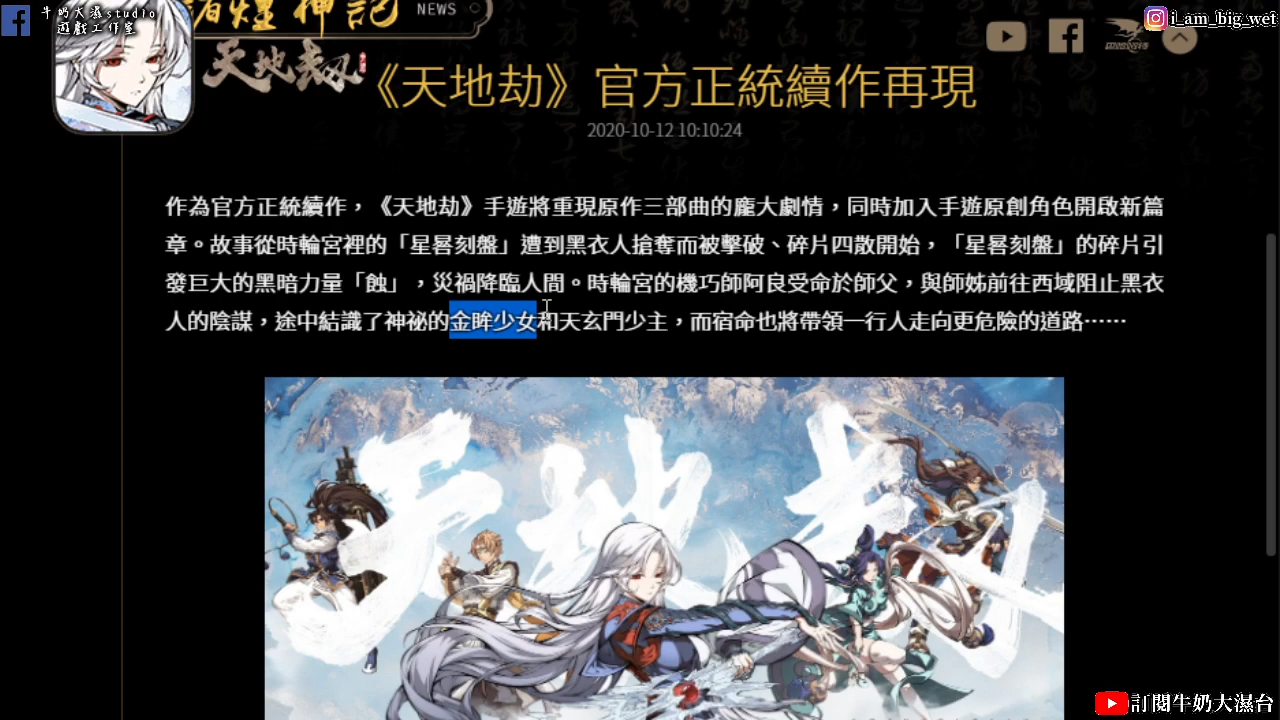 牛奶大濕studio
遊戲工作室
諸煌神記 NEWS
天地劫
i_am_big_wet
《天地劫》官方正統續作再現
2020-10-12 10:10:24
作為官方正統續作，《天地劫》手遊將重現原作三部曲的龐大劇情，同時加入手遊原創角色開啟新篇
章。故事從時輪宮裡的「星晷刻盤」遭到黑衣人搶奪而被擊破、碎片四散開始，「星晷刻盤」的碎片引
發巨大的黑暗力量「蝕」，災禍降臨人間。時輪宮的機巧師阿良受命於師父，與師姊前往西域阻止黑衣
人的陰謀，途中結識了神祕的金眸少女和天玄門少主，而宿命也將帶領一行人走向更危險的道路⋯⋯
天地劫
訂閱牛奶大濕台